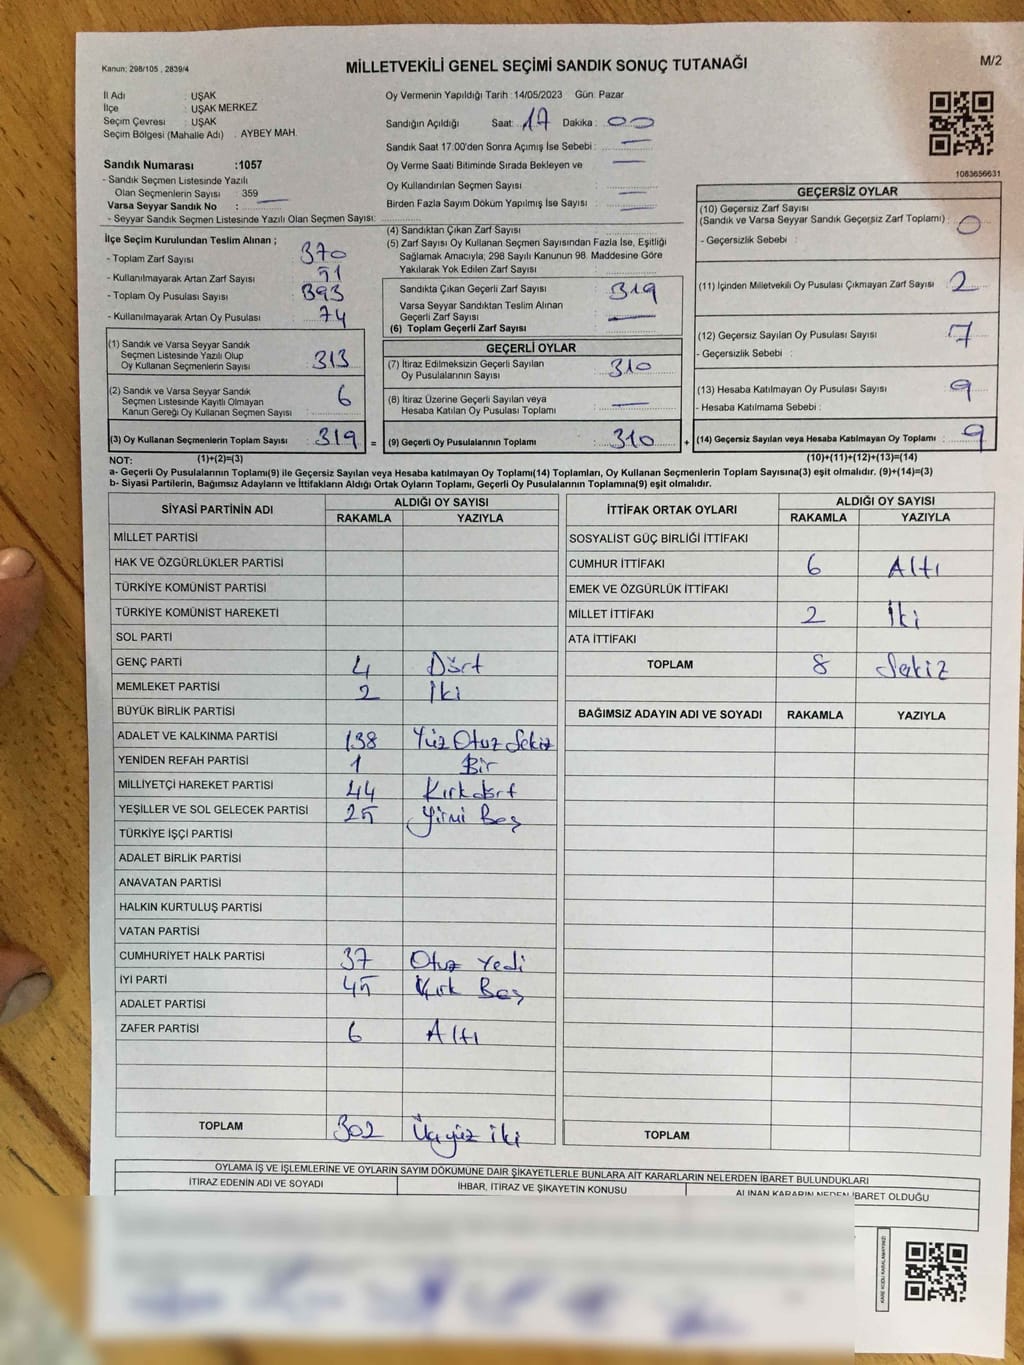 Kanun: 298/105 , 2839/4
MİLLETVEKİLİ GENEL SEÇİMİ SANDIK SONUÇ TUTANAĞI
M/2
İl Adı : UŞAK
İlçe : UŞAK MERKEZ
Seçim Çevresi : UŞAK
Seçim Bölgesi (Mahalle Adı) . AYBEY MAH.
Sandık Numarası :1057
- Sandık Seçmen Listesinde Yazılı
Olan Seçmenlerin Sayısı : 359
Varsa Seyyar Sandık No : —
- Seyyar Sandık Seçmen Listesinde Yazılı Olan Seçmen Sayısı:
Oy Vermenin Yapıldığı Tarih :14/05/2023 Gün: Pazar
Sandığın Açıldığı Saat: 17 Dakika : 00
Sandık Saat 17.00'den Sonra Açımış İse Sebebi : —
Oy Verme Saati Bitiminde Sırada Bekleyen ve —
Oy Kullandırılan Seçmen Sayısı —
Birden Fazla Sayım Döküm Yapılmış İse Sayısı —
1083656631
İlçe Seçim Kurulundan Teslim Alınan ;
- Toplam Zarf Sayısı 370
- Kullanılmayarak Artan Zarf Sayısı : 51
- Toplam Oy Pusulası Sayısı : 393
- Kullanılmayarak Artan Oy Pusulası : 74
(1) Sandık ve Varsa Seyyar Sandık
Seçmen Listesinde Yazılı Olup
Oy Kullanan Seçmenlerin Sayısı 313
(2) Sandık ve Varsa Seyyar Sandık
Seçmen Listesinde Kayıtlı Olmayan
Kanun Gereği Oy Kullanan Seçmen Sayısı : 6
(3) Oy Kullanan Seçmenlerin Toplam Sayısı : 319 =
(4) Sandıktan Çıkan Zarf Sayısı
(5) Zarf Sayısı Oy Kullanan Seçmen Sayısından Fazla İse, Eşitliği
Sağlamak Amacıyla; 298 Sayılı Kanunun 98. Maddesine Göre
Yakılarak Yok Edilen Zarf Sayısı :
Sandıkta Çıkan Geçerli Zarf Sayısı : 319
Varsa Seyyar Sandıktan Teslim Alınan
Geçerli Zarf Sayısı : —
(6) Toplam Geçerli Zarf Sayısı :
GEÇERLİ OYLAR
(7) İtiraz Edilmeksizin Geçerli Sayılan
Oy Pusulalarının Sayısı : 310
(8) İtiraz Üzerine Geçerli Sayılan veya
Hesaba Katılan Oy Pusulası Toplamı : —
(9) Geçerli Oy Pusulalarının Toplamı : 310 +
GEÇERSİZ OYLAR
(10) Geçersiz Zarf Sayısı
(Sandık ve Varsa Seyyar Sandık Geçersiz Zarf Toplamı) : 0
- Geçersizlik Sebebi :
(11) İçinden Milletvekili Oy Pusulası Çıkmayan Zarf Sayısı : 2
(12) Geçersiz Sayılan Oy Pusulası Sayısı : 7
- Geçersizlik Sebebi :
(13) Hesaba Katılmayan Oy Pusulası Sayısı : 9
- Hesaba Katılmama Sebebi :
(14) Geçersiz Sayılan veya Hesaba Katılmayan Oy Toplamı : 9
NOT: (1)+(2)=(3) (10)+(11)+(12)+(13)=(14)
a- Geçerli Oy Pusulalarının Toplamı(9) ile Geçersiz Sayılan veya Hesaba katılmayan Oy Toplamı(14) Toplamları, Oy Kullanan Seçmenlerin Toplam Sayısına(3) eşit olmalıdır. (9)+(14)=(3)
b- Siyasi Partilerin, Bağımsız Adayların ve İttifakların Aldığı Ortak Oyların Toplamı, Geçerli Oy Pusulalarının Toplamına(9) eşit olmalıdır.
SİYASİ PARTİNİN ADI ALDIĞI OY SAYISI
RAKAMLA YAZIYLA
MİLLET PARTİSİ
HAK VE ÖZGÜRLÜKLER PARTİSİ
TÜRKİYE KOMÜNİST PARTİSİ
TÜRKİYE KOMÜNİST HAREKETİ
SOL PARTİ
GENÇ PARTİ 4 Dört
MEMLEKET PARTİSİ 2 İki
BÜYÜK BİRLİK PARTİSİ
ADALET VE KALKINMA PARTİSİ 138 Yüz Otuz Sekiz
YENİDEN REFAH PARTİSİ 1 Bir
MİLLİYETÇİ HAREKET PARTİSİ 44 Kırkdört
YEŞİLLER VE SOL GELECEK PARTİSİ 25 Yirmi Beş
TÜRKİYE İŞÇİ PARTİSİ
ADALET BİRLİK PARTİSİ
ANAVATAN PARTİSİ
HALKIN KURTULUŞ PARTİSİ
VATAN PARTİSİ
CUMHURİYET HALK PARTİSİ 37 Otuz Yedi
İYİ PARTİ 45 Kırk Beş
ADALET PARTİSİ
ZAFER PARTİSİ 6 Altı
TOPLAM 302 Üçyüz iki
İTTİFAK ORTAK OYLARI ALDIĞI OY SAYISI
RAKAMLA YAZIYLA
SOSYALİST GÜÇ BİRLİĞİ İTTİFAKI
CUMHUR İTTİFAKI 6 Altı
EMEK VE ÖZGÜRLÜK İTTİFAKI
MİLLET İTTİFAKI 2 İki
ATA İTTİFAKI
TOPLAM 8 Sekiz
BAĞIMSIZ ADAYIN ADI VE SOYADI RAKAMLA YAZIYLA
TOPLAM
OYLAMA İŞ VE İŞLEMLERİNE VE OYLARIN SAYIM DÖKÜMÜNE DAİR ŞİKAYETLERLE BUNLARA AİT KARARLARIN NELERDEN İBARET BULUNDUKLARI
İTİRAZ EDENİN ADI VE SOYADI İHBAR, İTİRAZ VE ŞİKAYETİN KONUSU ALINAN KARARIN NEDEN İBARET OLDUĞU
KARE KODU KARALAMAYINIZ!